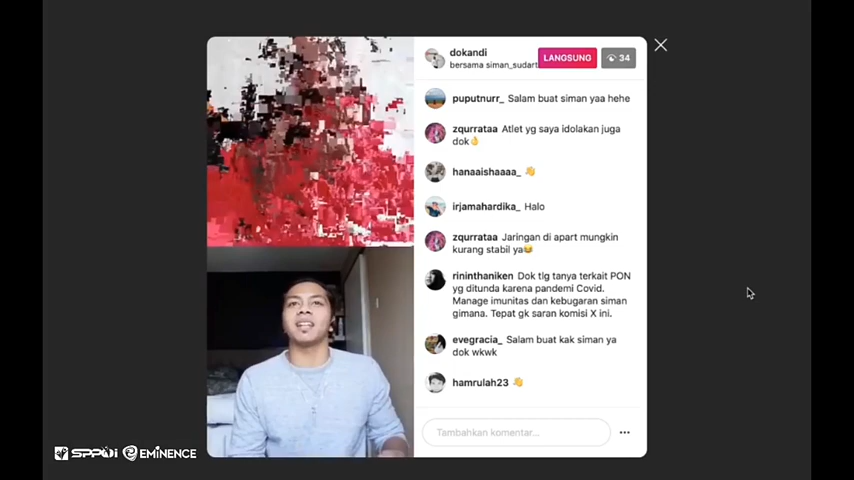 dokandi
bersama siman_sudart
LANGSUNG
34
puputnurr_ Salam buat siman yaa hehe
zqurrataa Atlet yg saya idolakan juga
dok👌
hanaaishaaaa_ 👋
irjamahardika_ Halo
zqurrataa Jaringan di apart mungkin
kurang stabil ya😂
rininthaniken Dok tlg tanya terkait PON
yg ditunda karena pandemi Covid.
Manage imunitas dan kebugaran siman
gimana. Tepat gk saran komisi X ini.
evegracia_ Salam buat kak siman ya
dok wkwk
hamrulah23 👋
Tambahkan komentar...
EMINENCE